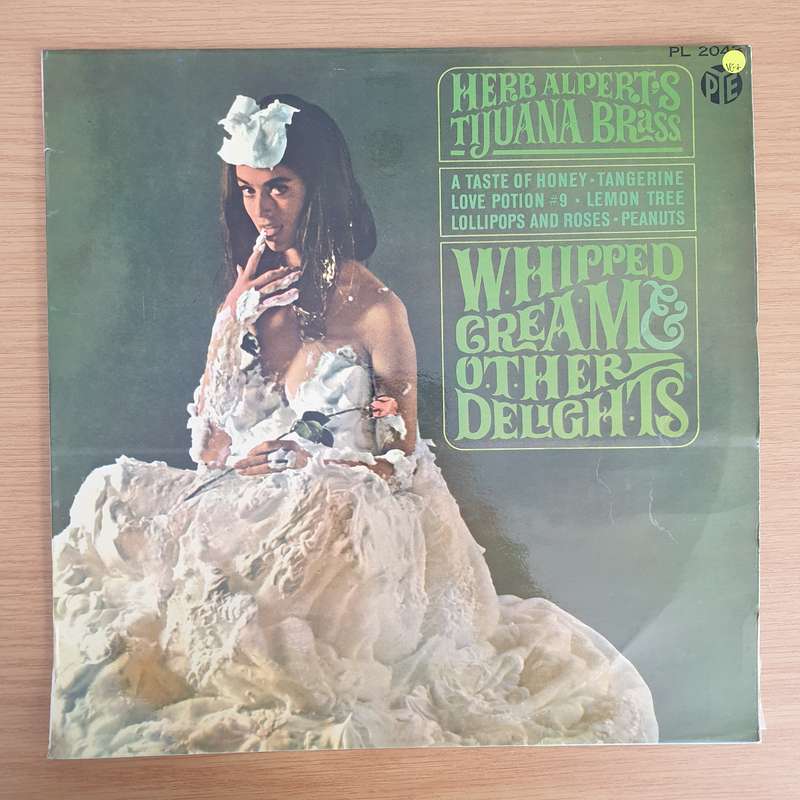 PL 204
VG+
PYE
HERB ALPERT'S
TIJUANA BRASS
A TASTE OF HONEY · TANGERINE
LOVE POTION #9 · LEMON TREE
LOLLIPOPS AND ROSES · PEANUTS
WHIPPED
CREAM &
OTHER
DELIGHTS